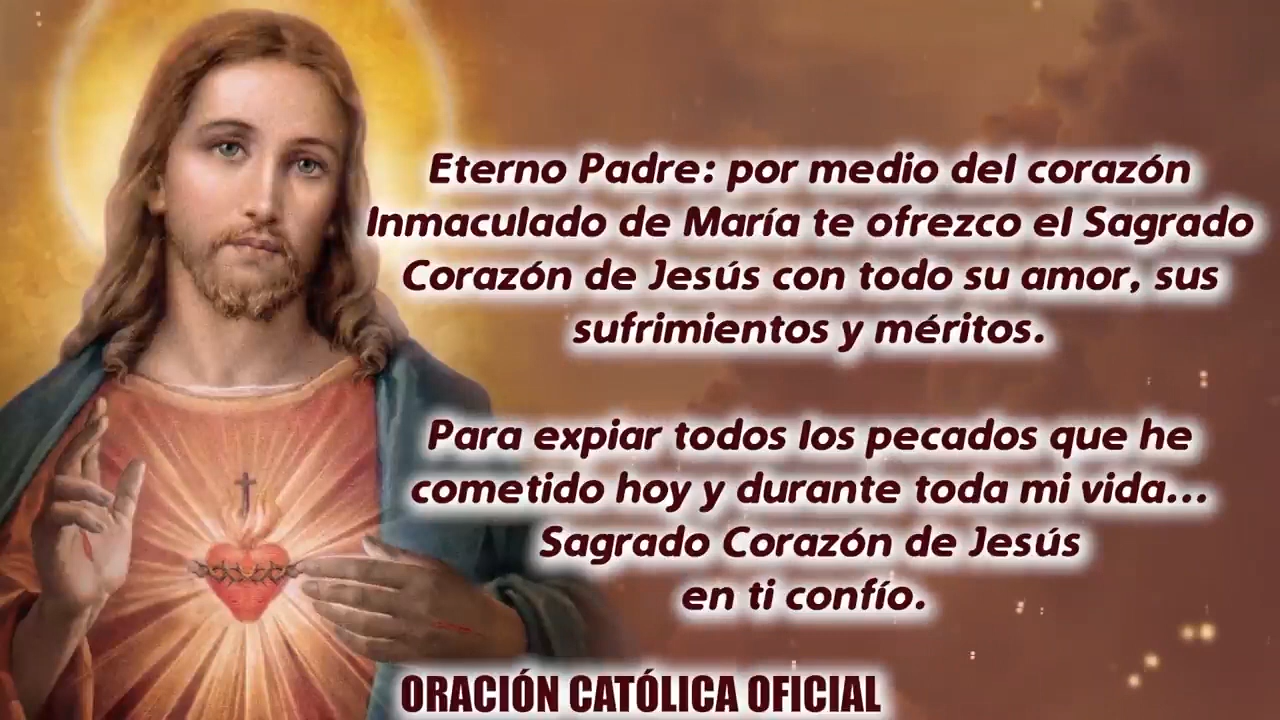 Eterno Padre: por medio del corazón
Inmaculado de María te ofrezco el Sagrado
Corazón de Jesús con todo su amor, sus
sufrimientos y méritos.
Para expiar todos los pecados que he
cometido hoy y durante toda mi vida...
Sagrado Corazón de Jesús
en ti confío.
ORACIÓN CATÓLICA OFICIAL